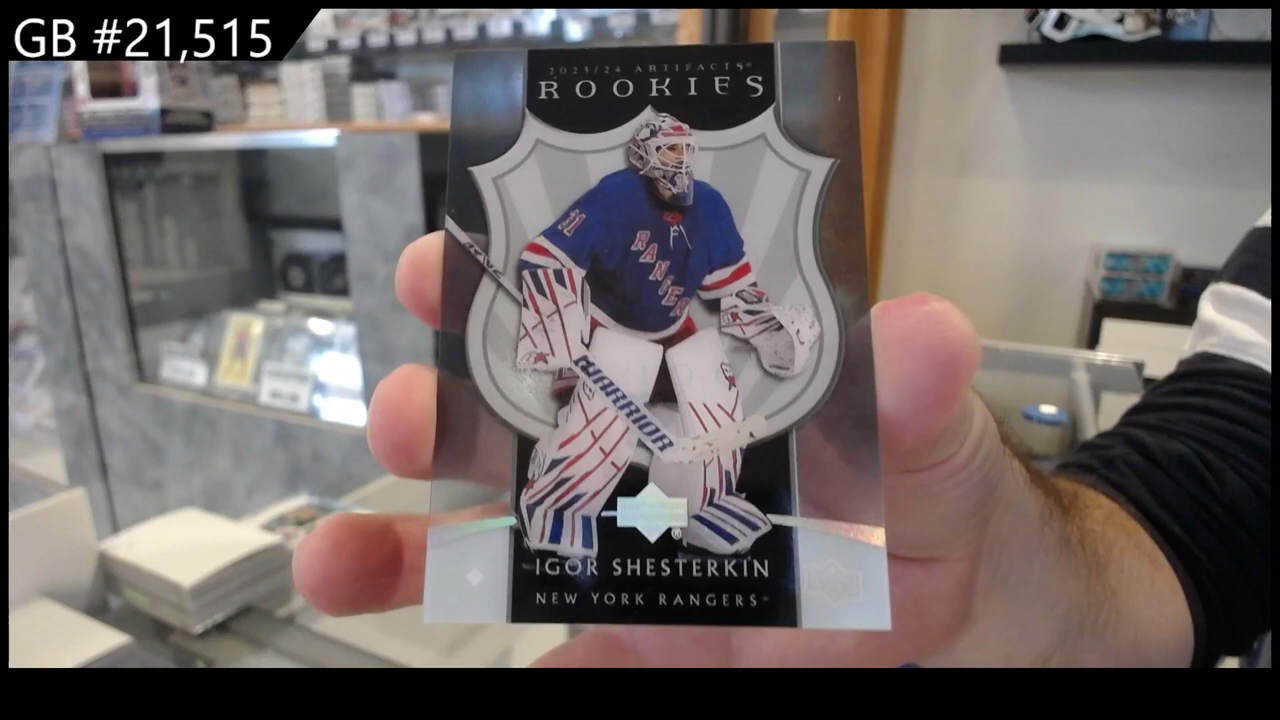 GB #21,515
2023/24 ARTIFACTS®
ROOKIES
31
RANGERS
WARRIOR
®
IGOR SHESTERKIN
NEW YORK RANGERS®